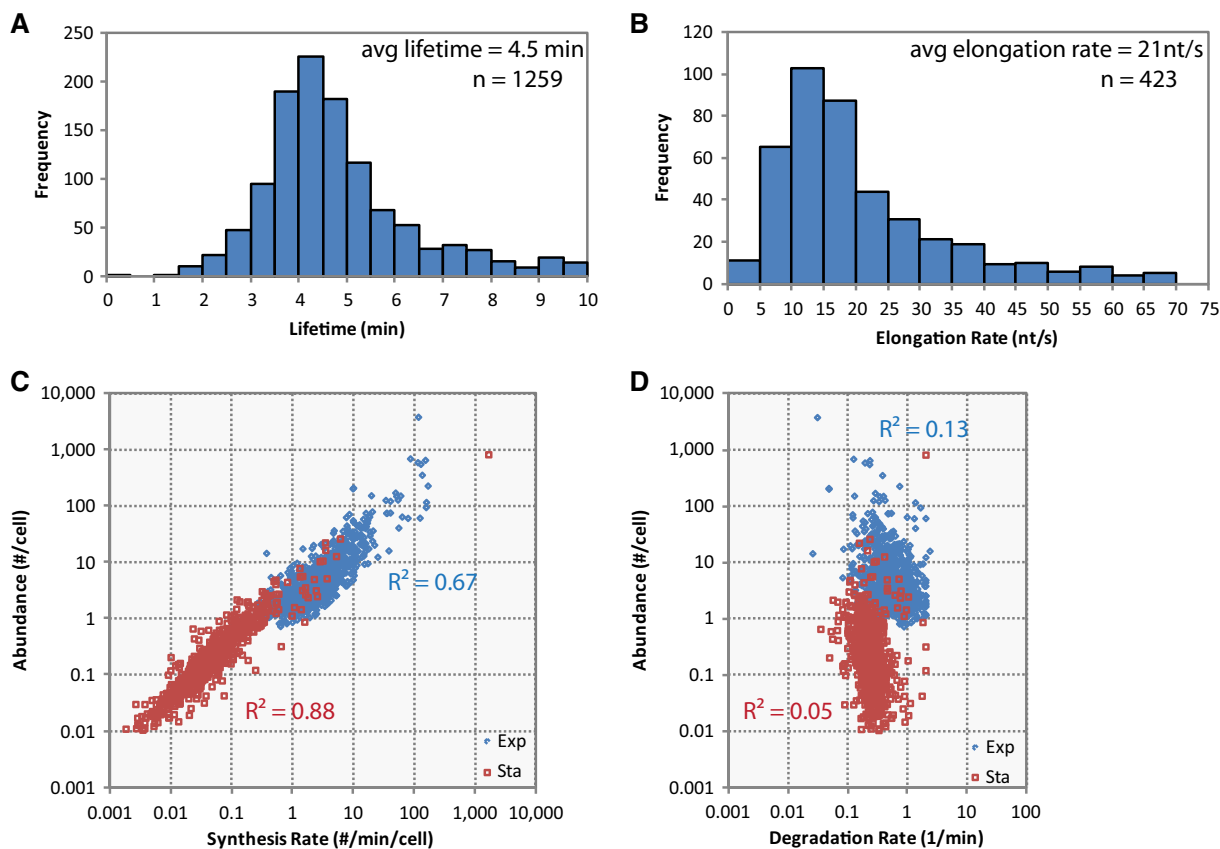 A
avg lifetime = 4.5 min
n = 1259
Frequency
250
200
150
100
50
0
0 1 2 3 4 5 6 7 8 9 10
Lifetime (min)
B
avg elongation rate = 21nt/s
n = 423
Frequency
120
100
80
60
40
20
0
0 5 10 15 20 25 30 35 40 45 50 55 60 65 70 75
Elongation Rate (nt/s)
C
Abundance (#/cell)
10,000
1,000
100
10
1
0.1
0.01
0.001
R² = 0.67
R² = 0.88
Exp
Sta
0.001 0.01 0.1 1 10 100 1,000 10,000
Synthesis Rate (#/min/cell)
D
Abundance (#/cell)
10,000
1,000
100
10
1
0.1
0.01
0.001
R² = 0.13
R² = 0.05
Exp
Sta
0.001 0.01 0.1 1 10 100
Degradation Rate (1/min)